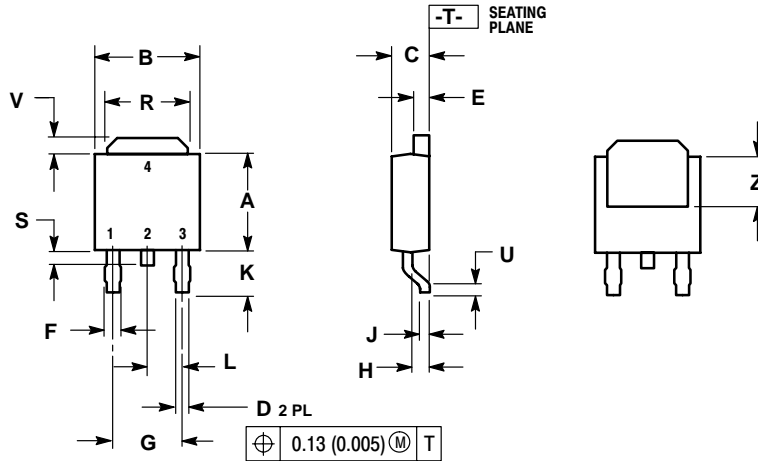 -T- SEATING
PLANE
B
C
V
R
E
4
A
Z
S
1 2 3
K
U
F
J
L
H
D 2 PL
G
⌖ 0.13 (0.005) Ⓜ T